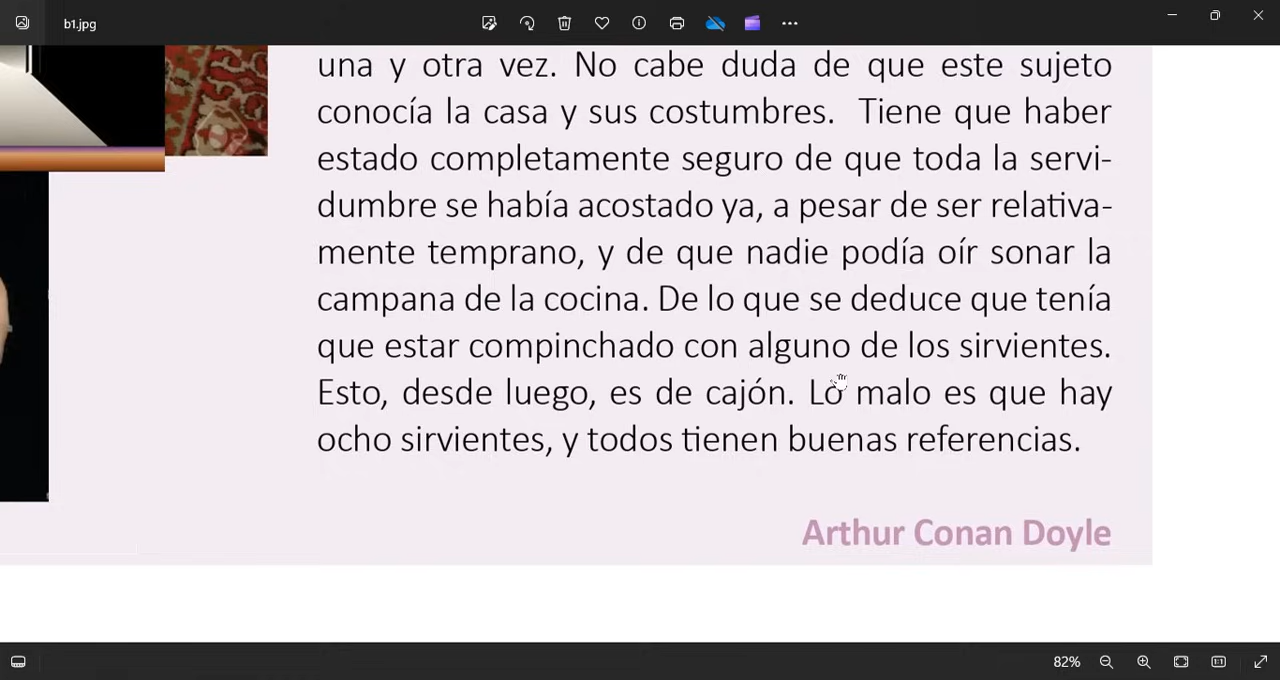 b1.jpg
una y otra vez. No cabe duda de que este sujeto
conocía la casa y sus costumbres. Tiene que haber
estado completamente seguro de que toda la servi-
dumbre se había acostado ya, a pesar de ser relativa-
mente temprano, y de que nadie podía oír sonar la
campana de la cocina. De lo que se deduce que tenía
que estar compinchado con alguno de los sirvientes.
Esto, desde luego, es de cajón. Lo malo es que hay
ocho sirvientes, y todos tienen buenas referencias.
Arthur Conan Doyle
82%